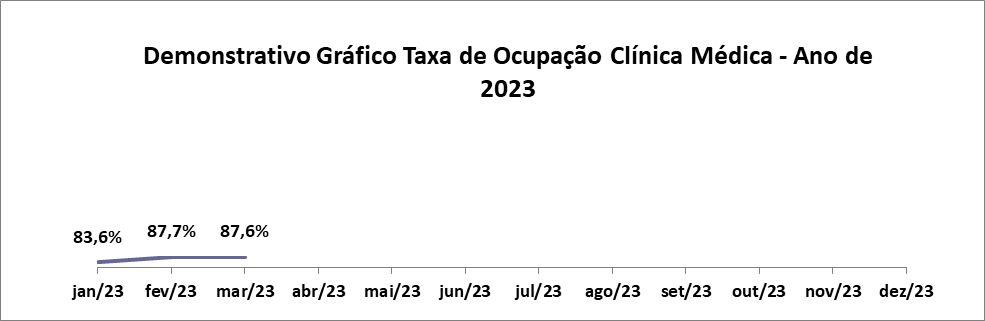 Demonstrativo Gráfico Taxa de Ocupação Clínica Médica - Ano de
2023
83,6% 87,7% 87,6%
jan/23 fev/23 mar/23 abr/23 mai/23 jun/23 jul/23 ago/23 set/23 out/23 nov/23 dez/23